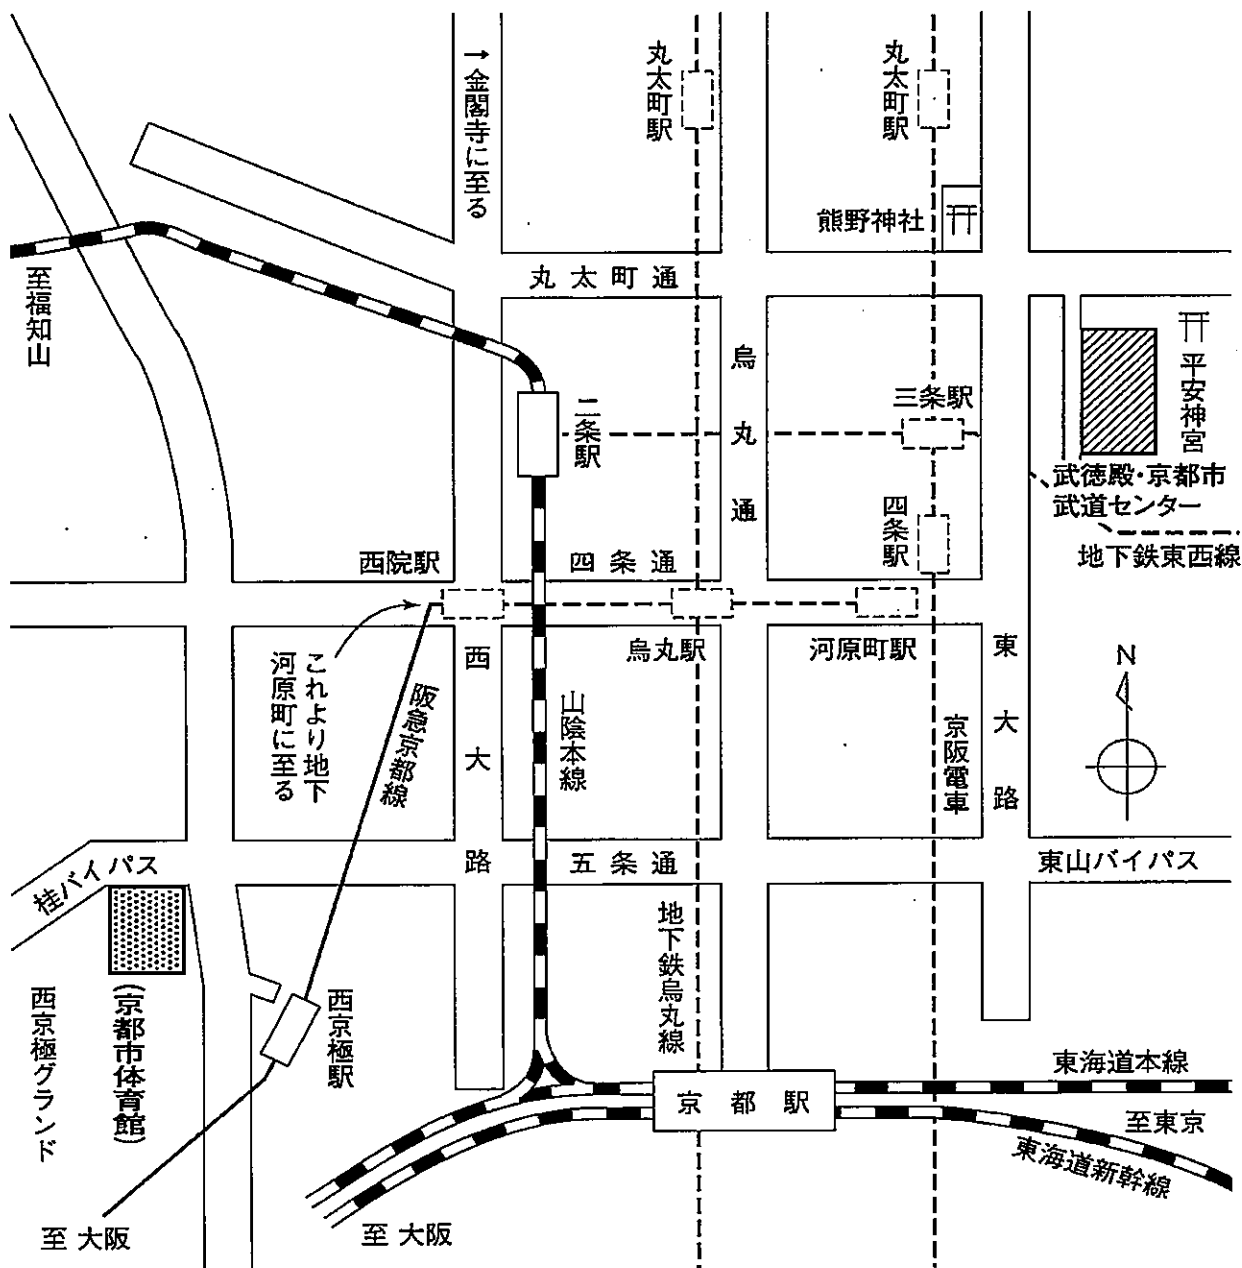 →金閣寺に至る
丸太町駅
丸太町駅
熊野神社
至福知山
丸太町通
烏丸通
三条駅
平安神宮
二条駅
武徳殿・京都市
武道センター
四条駅
地下鉄東西線
西院駅
四条通
烏丸駅
河原町駅
これより地下
河原町に至る
阪急京都線
西大路
山陰本線
京阪電車
東大路
N
桂バイパス
五条通
東山バイパス
地下鉄烏丸線
西京極グランド
(京都市体育館)
西京極駅
京都駅
東海道本線
至東京
東海道新幹線
至 大阪
至 大阪